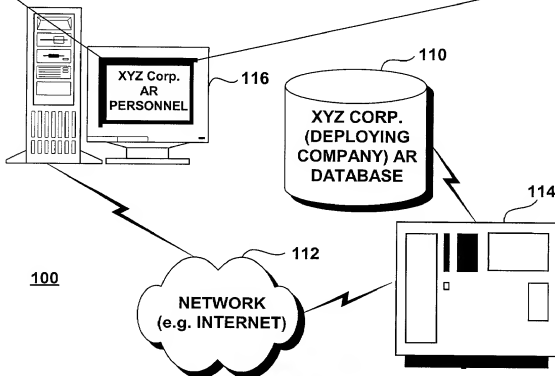 XYZ Corp.
AR
PERSONNEL
116
110
XYZ CORP.
(DEPLOYING
COMPANY) AR
DATABASE
114
112
100
NETWORK
(e.g. INTERNET)